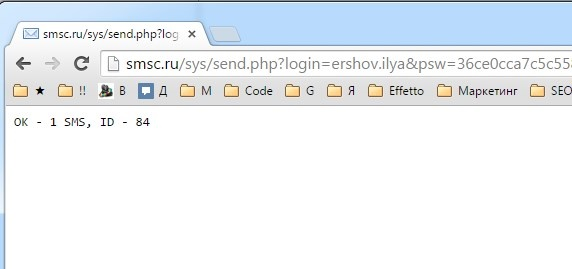 smsc.ru/sys/send.php?log
smsc.ru/sys/send.php?login=ershov.ilya&psw=36ce0cca7c5c55
★ !! В Д М Code G Я Effetto Маркетинг SEO
OK - 1 SMS, ID - 84